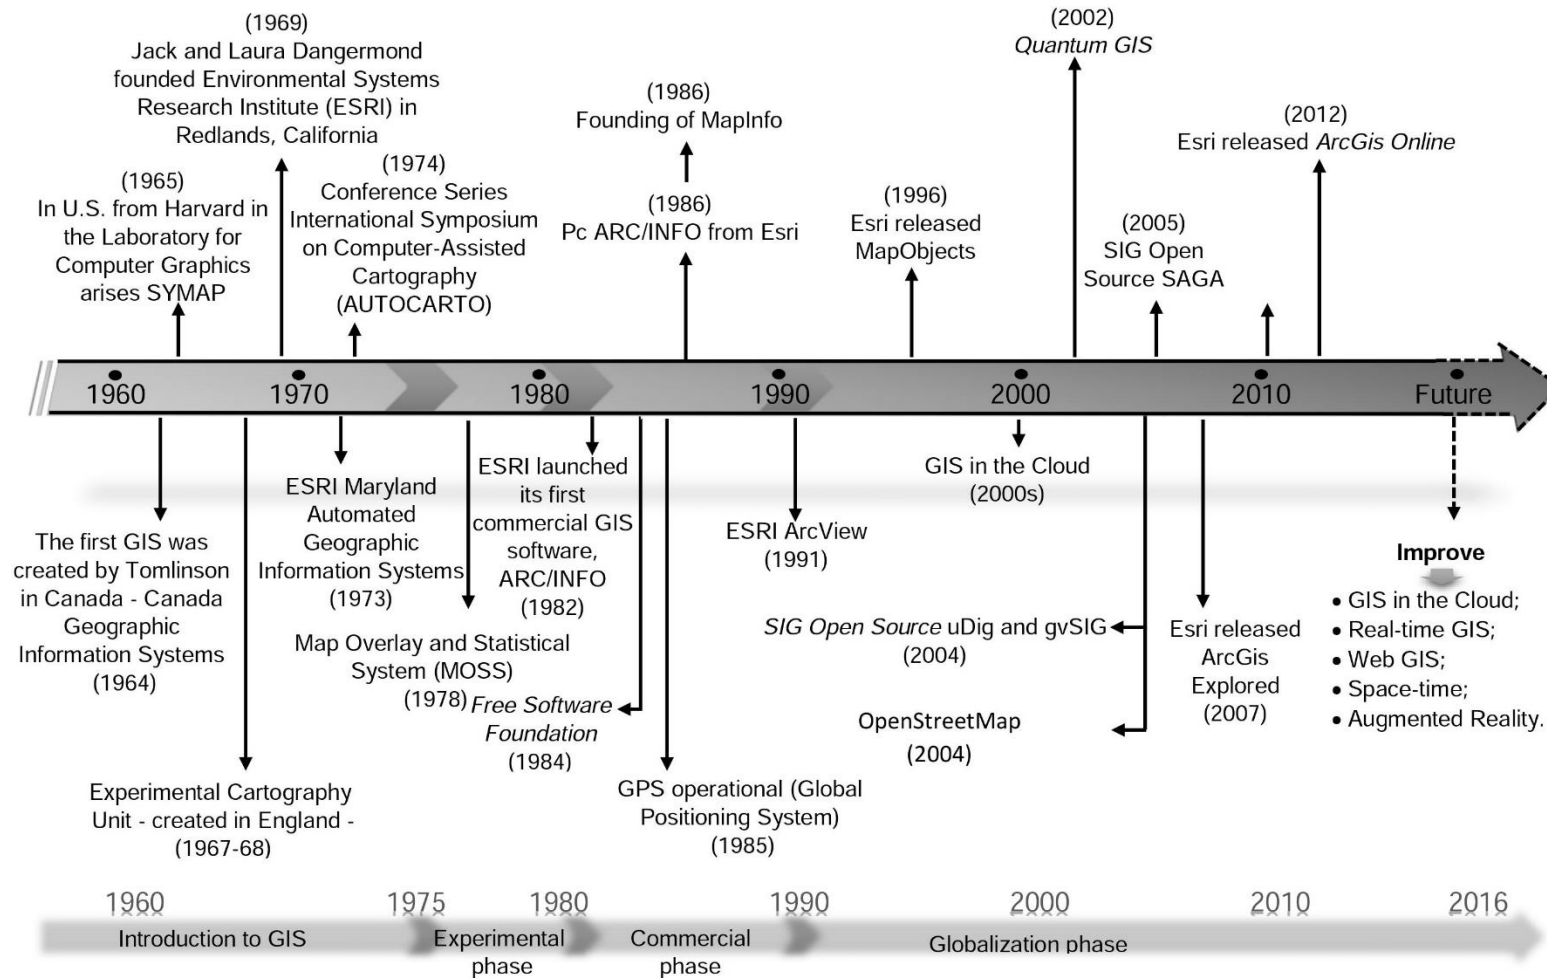 (1969)
Jack and Laura Dangermond
founded Environmental Systems
Research Institute (ESRI) in
Redlands, California
(1965)
In U.S. from Harvard in
the Laboratory for
Computer Graphics
arises SYMAP
(1974)
Conference Series
International Symposium
on Computer-Assisted
Cartography
(AUTOCARTO)
(1986)
Founding of MapInfo
(1986)
Pc ARC/INFO from Esri
(1996)
Esri released
MapObjects
(2002)
Quantum GIS
(2005)
SIG Open
Source SAGA
(2012)
Esri released ArcGis Online
1960
1970
1980
1990
2000
2010
Future
The first GIS was
created by Tomlinson
in Canada - Canada
Geographic
Information Systems
(1964)
Experimental Cartography
Unit - created in England -
(1967-68)
ESRI Maryland
Automated
Geographic
Information Systems
(1973)
Map Overlay and Statistical
System (MOSS)
(1978)
ESRI launched
its first
commercial GIS
software,
ARC/INFO
(1982)
Free Software
Foundation
(1984)
GPS operational (Global
Positioning System)
(1985)
ESRI ArcView
(1991)
GIS in the Cloud
(2000s)
SIG Open Source uDig and gvSIG
(2004)
OpenStreetMap
(2004)
Esri released
ArcGis
Explored
(2007)
Improve
• GIS in the Cloud;
• Real-time GIS;
• Web GIS;
• Space-time;
• Augmented Reality.
1960
1975
1980
1990
2000
2010
2016
Introduction to GIS
Experimental
phase
Commercial
phase
Globalization phase